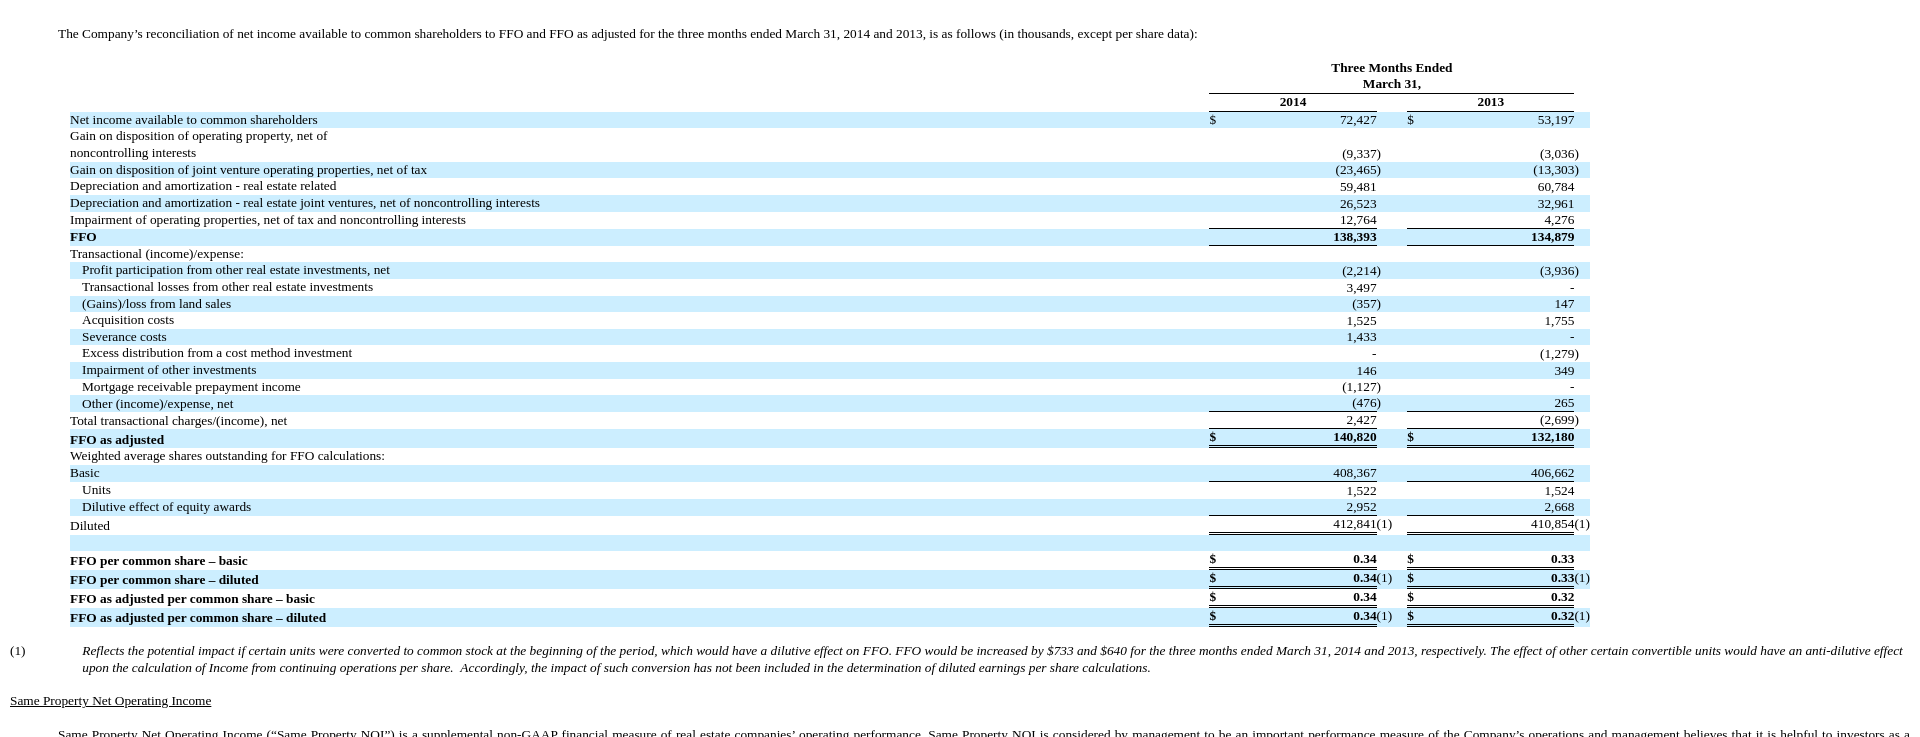 The Company’s reconciliation of net income available to common shareholders to FFO and FFO as adjusted for the three months ended March 31, 2014 and 2013, is as follows (in thousands, except per share data):
Three Months Ended
March 31,
2014 2013
Net income available to common shareholders $ 72,427 $ 53,197
Gain on disposition of operating property, net of
noncontrolling interests (9,337) (3,036)
Gain on disposition of joint venture operating properties, net of tax (23,465) (13,303)
Depreciation and amortization - real estate related 59,481 60,784
Depreciation and amortization - real estate joint ventures, net of noncontrolling interests 26,523 32,961
Impairment of operating properties, net of tax and noncontrolling interests 12,764 4,276
FFO 138,393 134,879
Transactional (income)/expense:
Profit participation from other real estate investments, net (2,214) (3,936)
Transactional losses from other real estate investments 3,497 -
(Gains)/loss from land sales (357) 147
Acquisition costs 1,525 1,755
Severance costs 1,433 -
Excess distribution from a cost method investment - (1,279)
Impairment of other investments 146 349
Mortgage receivable prepayment income (1,127) -
Other (income)/expense, net (476) 265
Total transactional charges/(income), net 2,427 (2,699)
FFO as adjusted $ 140,820 $ 132,180
Weighted average shares outstanding for FFO calculations:
Basic 408,367 406,662
Units 1,522 1,524
Dilutive effect of equity awards 2,952 2,668
Diluted 412,841(1) 410,854(1)
FFO per common share – basic $ 0.34 $ 0.33
FFO per common share – diluted $ 0.34(1) $ 0.33(1)
FFO as adjusted per common share – basic $ 0.34 $ 0.32
FFO as adjusted per common share – diluted $ 0.34(1) $ 0.32(1)
(1) Reflects the potential impact if certain units were converted to common stock at the beginning of the period, which would have a dilutive effect on FFO. FFO would be increased by $733 and $640 for the three months ended March 31, 2014 and 2013, respectively. The effect of other certain convertible units would have an anti-dilutive effect
upon the calculation of Income from continuing operations per share.  Accordingly, the impact of such conversion has not been included in the determination of diluted earnings per share calculations.
Same Property Net Operating Income
Same Property Net Operating Income (“Same Property NOI”) is a supplemental non-GAAP financial measure of real estate companies’ operating performance. Same Property NOI is considered by management to be an important performance measure of the Company’s operations and management believes that it is helpful to investors as a